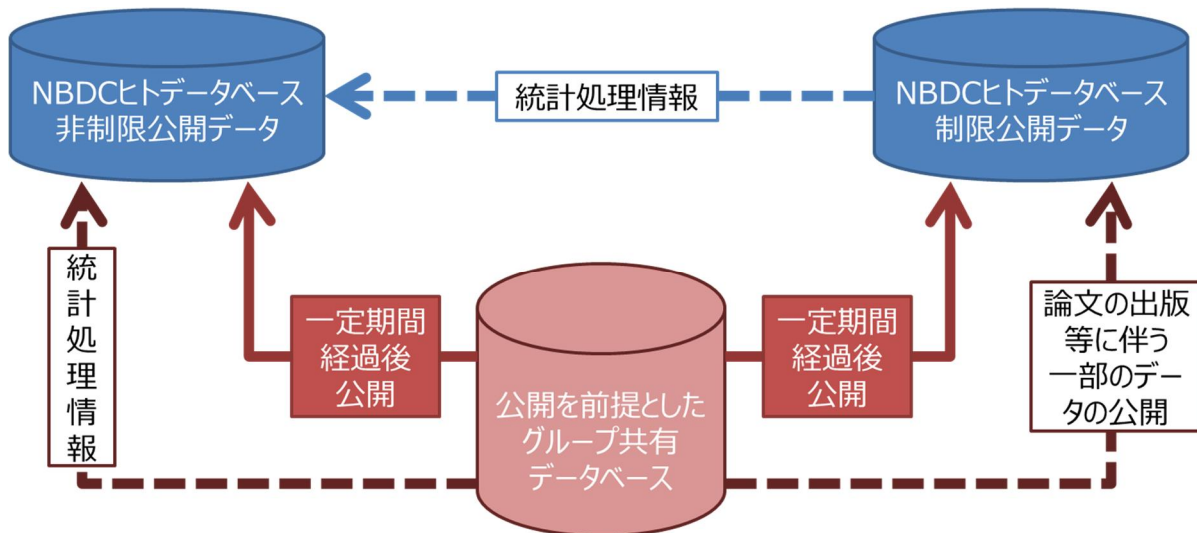 NBDCヒトデータベース
非制限公開データ
統計処理情報
NBDCヒトデータベース
制限公開データ
統計処理情報
一定期間
経過後
公開
公開を前提とした
グループ共有
データベース
一定期間
経過後
公開
論文の出版
等に伴う
一部のデー
タの公開